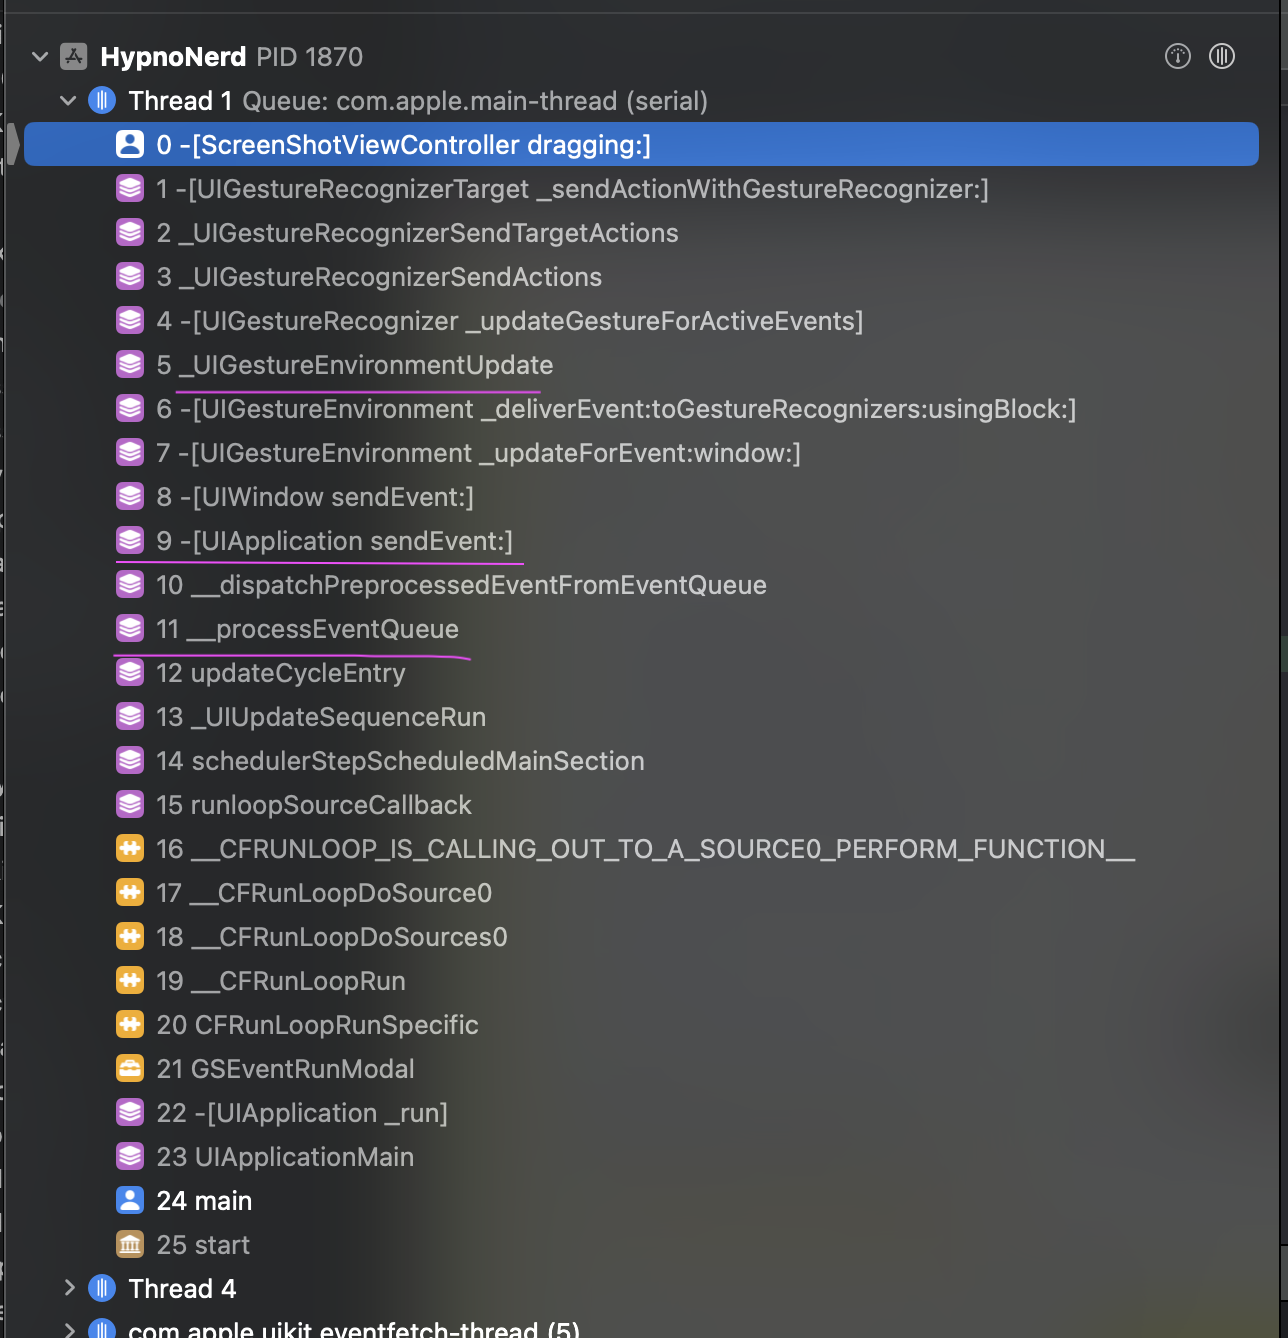 HypnoNerd PID 1870
Thread 1 Queue: com.apple.main-thread (serial)
0 -[ScreenShotViewController dragging:]
1 -[UIGestureRecognizerTarget _sendActionWithGestureRecognizer:]
2 _UIGestureRecognizerSendTargetActions
3 _UIGestureRecognizerSendActions
4 -[UIGestureRecognizer _updateGestureForActiveEvents]
5 _UIGestureEnvironmentUpdate
6 -[UIGestureEnvironment _deliverEvent:toGestureRecognizers:usingBlock:]
7 -[UIGestureEnvironment _updateForEvent:window:]
8 -[UIWindow sendEvent:]
9 -[UIApplication sendEvent:]
10 __dispatchPreprocessedEventFromEventQueue
11 __processEventQueue
12 updateCycleEntry
13 _UIUpdateSequenceRun
14 schedulerStepScheduledMainSection
15 runloopSourceCallback
16 __CFRUNLOOP_IS_CALLING_OUT_TO_A_SOURCE0_PERFORM_FUNCTION__
17 __CFRunLoopDoSource0
18 __CFRunLoopDoSources0
19 __CFRunLoopRun
20 CFRunLoopRunSpecific
21 GSEventRunModal
22 -[UIApplication _run]
23 UIApplicationMain
24 main
25 start
Thread 4
com.apple.uikit.eventfetch-thread (5)